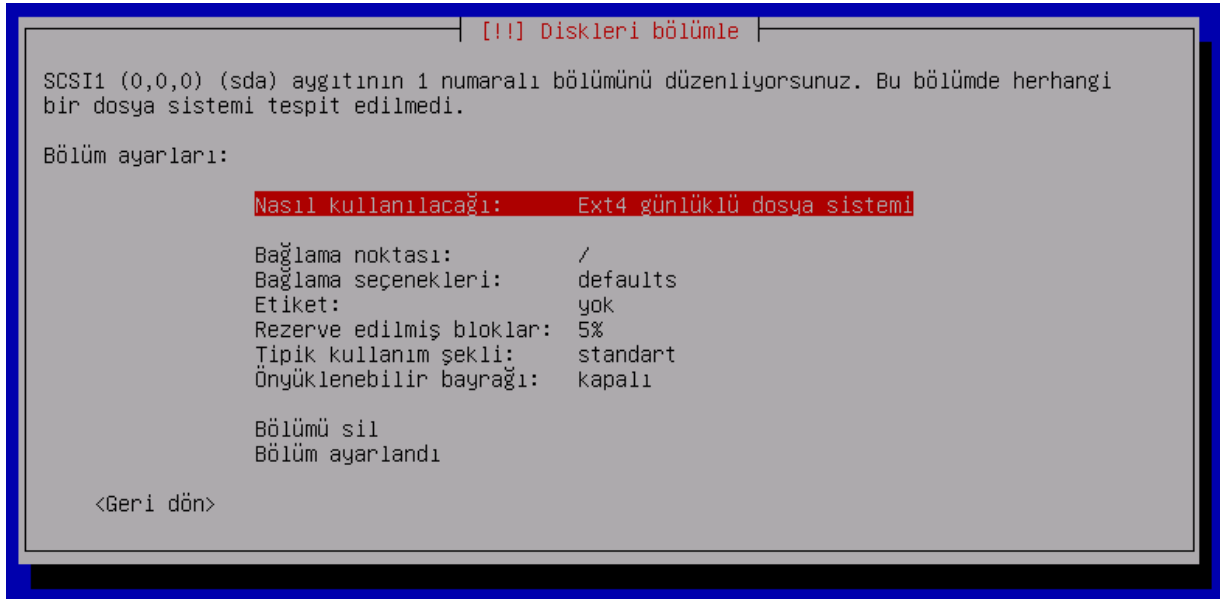 [!!] Diskleri bölümle
SCSI1 (0,0,0) (sda) aygıtının 1 numaralı bölümünü düzenliyorsunuz. Bu bölümde herhangi
bir dosya sistemi tespit edilmedi.
Bölüm ayarları:
Nasıl kullanılacağı: Ext4 günlüklü dosya sistemi
Bağlama noktası: /
Bağlama seçenekleri: defaults
Etiket: yok
Rezerve edilmiş bloklar: 5%
Tipik kullanım şekli: standart
Önyüklenebilir bayrağı: kapalı
Bölümü sil
Bölüm ayarlandı
<Geri dön>